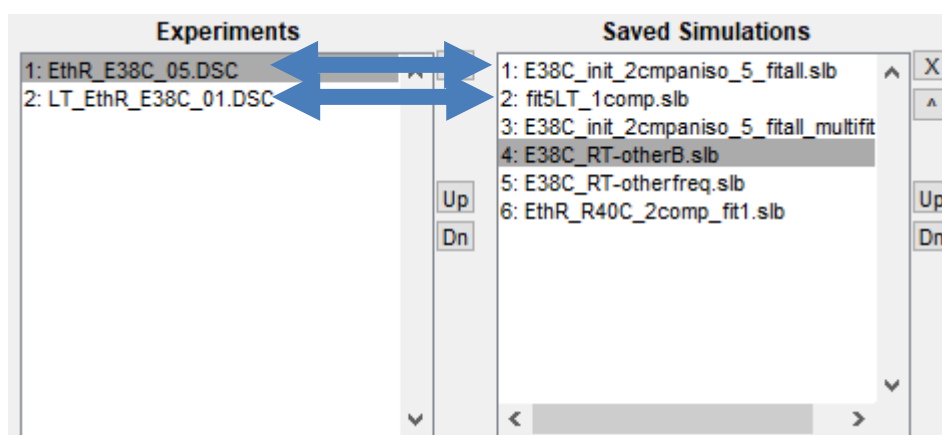 Experiments
1: EthR_E38C_05.DSC
2: LT_EthR_E38C_01.DSC
Up
Dn
Saved Simulations
1: E38C_init_2cmpaniso_5_fitall.slb
2: fit5LT_1comp.slb
3: E38C_init_2cmpaniso_5_fitall_multifit
4: E38C_RT-otherB.slb
5: E38C_RT-otherfreq.slb
6: EthR_R40C_2comp_fit1.slb
X
^
Up
Dn